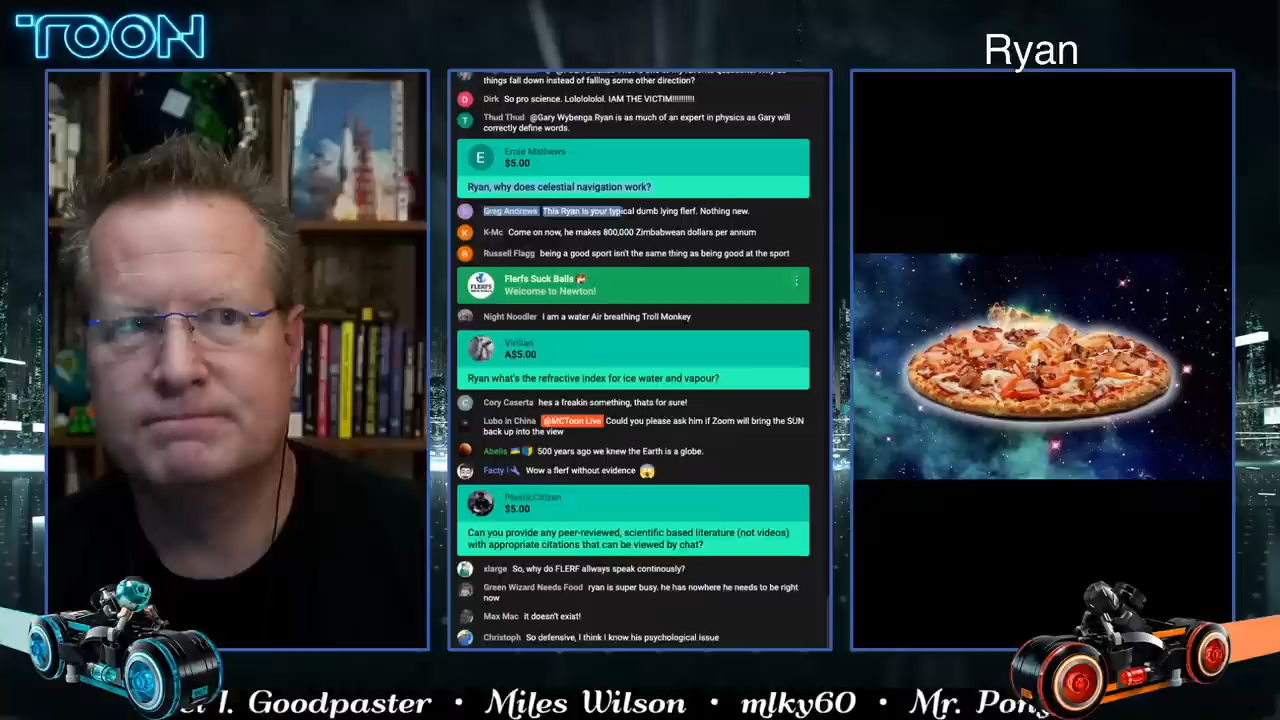 TOON
Ryan
things fall down instead of falling some other direction?
Dirk So pro science. Lolololol. IAM THE VICTIM!!!!!!!!!!
Thud Thud @Gary Wybenga Ryan is as much of an expert in physics as Gary will
correctly define words.
E
Ernie Mathews
$5.00
Ryan, why does celestial navigation work?
Greg Andrews This Ryan is your typical dumb lying flerf. Nothing new.
K-Mc Come on now, he makes 800,000 Zimbabwean dollars per annum
Russell Flagg being a good sport isn't the same thing as being good at the sport
Flerfs Suck Balls
Welcome to Newton!
Night Noodler I am a water Air breathing Troll Monkey
Virilian
A$5.00
Ryan what's the refractive index for ice water and vapour?
Cory Caserta hes a freakin something, thats for sure!
Lubo in China @MCToon Live Could you please ask him if Zoom will bring the SUN
back up into the view
Abelis 500 years ago we knew the Earth is a globe.
Facty ! Wow a flerf without evidence
PlasticCitizen
$5.00
Can you provide any peer-reviewed, scientific based literature (not videos)
with appropriate citations that can be viewed by chat?
xlarge So, why do FLERF allways speak continously?
Green Wizard Needs Food ryan is super busy. he has nowhere he needs to be right
now
Max Mac it doesn't exist!
Christoph So defensive, I think I know his psychological issue
I. Goodpaster • Miles Wilson • mlky60 • Mr. Pon